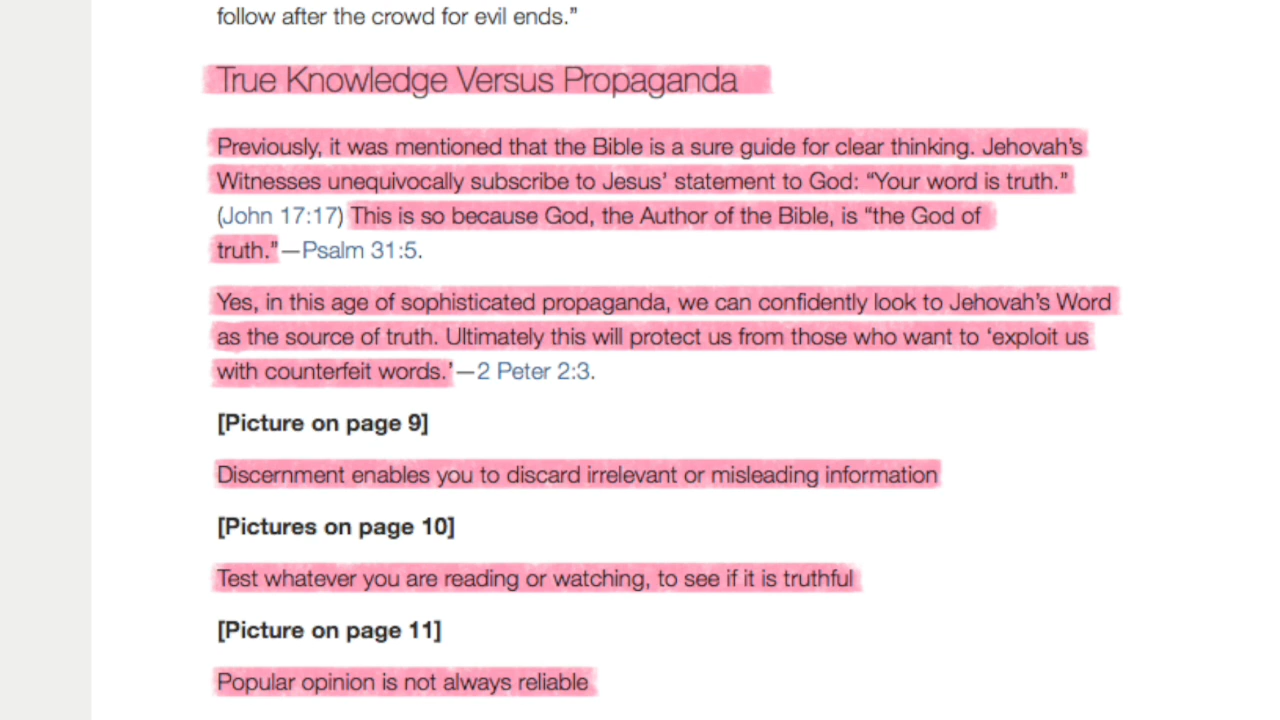 follow after the crowd for evil ends.”
True Knowledge Versus Propaganda
Previously, it was mentioned that the Bible is a sure guide for clear thinking. Jehovah’s
Witnesses unequivocally subscribe to Jesus’ statement to God: “Your word is truth.”
(John 17:17) This is so because God, the Author of the Bible, is “the God of
truth.”—Psalm 31:5.
Yes, in this age of sophisticated propaganda, we can confidently look to Jehovah’s Word
as the source of truth. Ultimately this will protect us from those who want to ‘exploit us
with counterfeit words.’—2 Peter 2:3.
[Picture on page 9]
Discernment enables you to discard irrelevant or misleading information
[Pictures on page 10]
Test whatever you are reading or watching, to see if it is truthful
[Picture on page 11]
Popular opinion is not always reliable